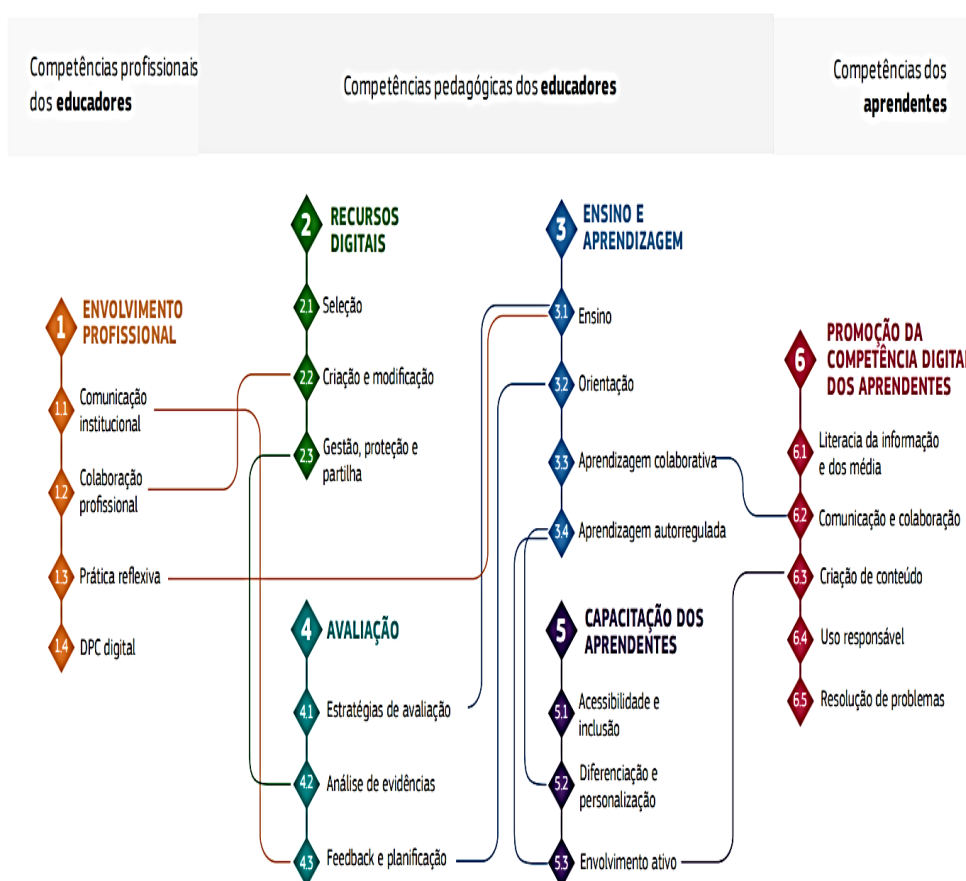 Competências profissionais
dos educadores
Competências pedagógicas dos educadores
Competências dos
aprendentes
1
ENVOLVIMENTO
PROFISSIONAL
1.1
Comunicação
institucional
1.2
Colaboração
profissional
1.3
Prática reflexiva
1.4
DPC digital
2
RECURSOS
DIGITAIS
2.1
Seleção
2.2
Criação e modificação
2.3
Gestão, proteção e
partilha
3
ENSINO E
APRENDIZAGEM
3.1
Ensino
3.2
Orientação
3.3
Aprendizagem colaborativa
3.4
Aprendizagem autorregulada
4
AVALIAÇÃO
4.1
Estratégias de avaliação
4.2
Análise de evidências
4.3
Feedback e planificação
5
CAPACITAÇÃO DOS
APRENDENTES
5.1
Acessibilidade e
inclusão
5.2
Diferenciação e
personalização
5.3
Envolvimento ativo
6
PROMOÇÃO DA
COMPETÊNCIA DIGITAL
DOS APRENDENTES
6.1
Literacia da informação
e dos média
6.2
Comunicação e colaboração
6.3
Criação de conteúdo
6.4
Uso responsável
6.5
Resolução de problemas